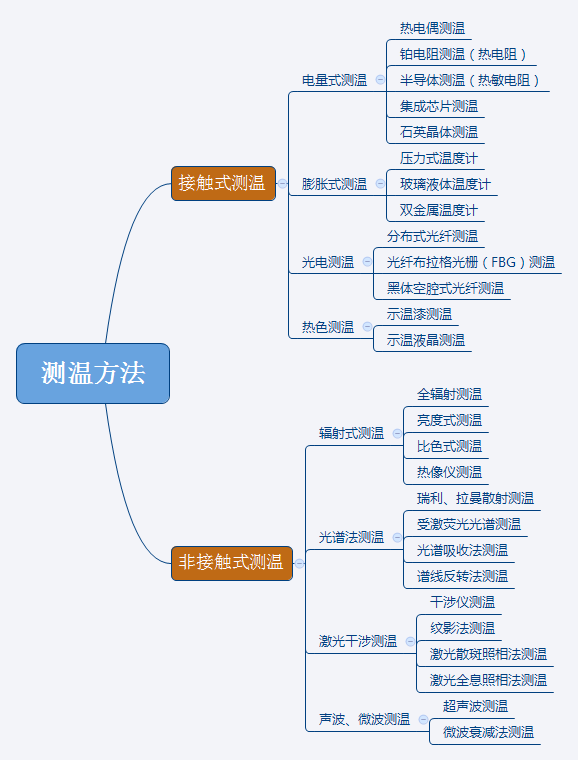 测温方法
接触式测温
电量式测温
热电偶测温
铂电阻测温（热电阻）
半导体测温（热敏电阻）
集成芯片测温
石英晶体测温
膨胀式测温
压力式温度计
玻璃液体温度计
双金属温度计
光电测温
分布式光纤测温
光纤布拉格光栅（FBG）测温
黑体空腔式光纤测温
热色测温
示温漆测温
示温液晶测温
非接触式测温
辐射式测温
全辐射测温
亮度式测温
比色式测温
热像仪测温
光谱法测温
瑞利、拉曼散射测温
受激荧光光谱测温
光谱吸收法测温
谱线反转法测温
激光干涉测温
干涉仪测温
纹影法测温
激光散斑照相法测温
激光全息照相法测温
声波、微波测温
超声波测温
微波衰减法测温